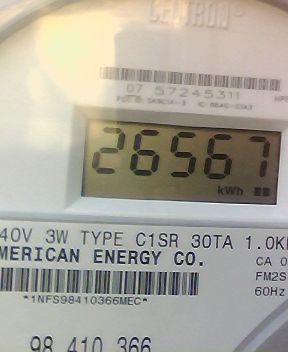 CENTRON®
07 57245311
26567
kWh
40V 3W TYPE C1SR 30TA 1.0K
MERICAN ENERGY CO.
CA 0
FM2S
*1NFS98410366MEC*
60Hz
98 410 366